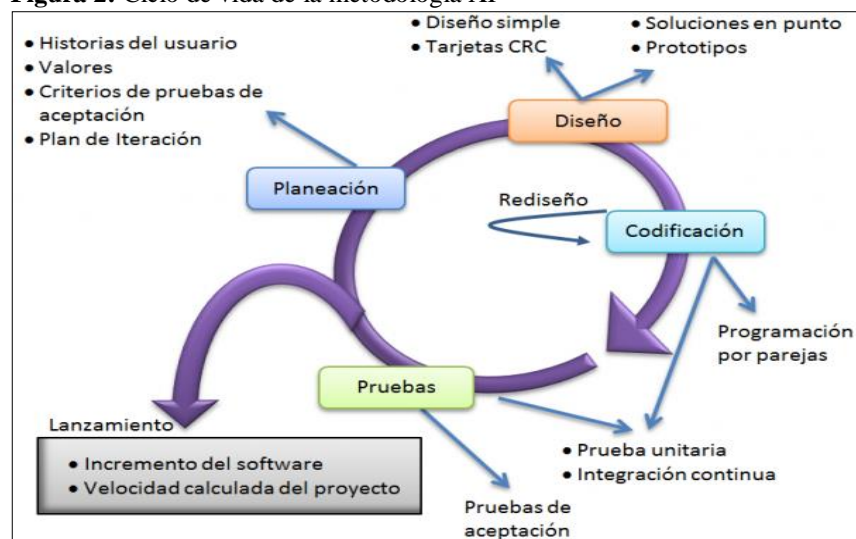 Figura 2: Ciclo de vida de la metodología XP
• Historias del usuario
• Valores
• Criterios de pruebas de
aceptación
• Plan de Iteración
• Diseño simple
• Tarjetas CRC
• Soluciones en punto
• Prototipos
Diseño
Planeación
Rediseño
Codificación
Programación
por parejas
Pruebas
Lanzamiento
• Incremento del software
• Velocidad calculada del proyecto
• Prueba unitaria
• Integración continua
Pruebas de
aceptación